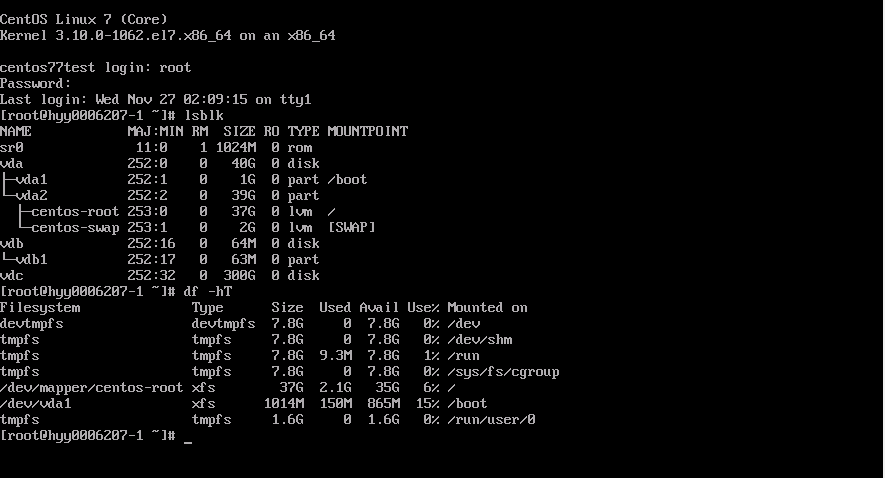 CentOS Linux 7 (Core)
Kernel 3.10.0-1062.el7.x86_64 on an x86_64
centos77test login: root
Password:
Last login: Wed Nov 27 02:09:15 on tty1
[root@hyy0006207-1 ~]# lsblk
NAME            MAJ:MIN RM  SIZE RO TYPE MOUNTPOINT
sr0              11:0    1 1024M  0 rom
vda             252:0    0   40G  0 disk
├─vda1          252:1    0    1G  0 part /boot
└─vda2          252:2    0   39G  0 part
  ├─centos-root 253:0    0   37G  0 lvm  /
  └─centos-swap 253:1    0    2G  0 lvm  [SWAP]
vdb             252:16   0   64M  0 disk
└─vdb1          252:17   0   63M  0 part
vdc             252:32   0  300G  0 disk
[root@hyy0006207-1 ~]# df -hT
Filesystem              Type      Size  Used Avail Use% Mounted on
devtmpfs                devtmpfs  7.8G     0  7.8G   0% /dev
tmpfs                   tmpfs     7.8G     0  7.8G   0% /dev/shm
tmpfs                   tmpfs     7.8G  9.3M  7.8G   1% /run
tmpfs                   tmpfs     7.8G     0  7.8G   0% /sys/fs/cgroup
/dev/mapper/centos-root xfs        37G  2.1G   35G   6% /
/dev/vda1               xfs      1014M  150M  865M  15% /boot
tmpfs                   tmpfs     1.6G     0  1.6G   0% /run/user/0
[root@hyy0006207-1 ~]# _